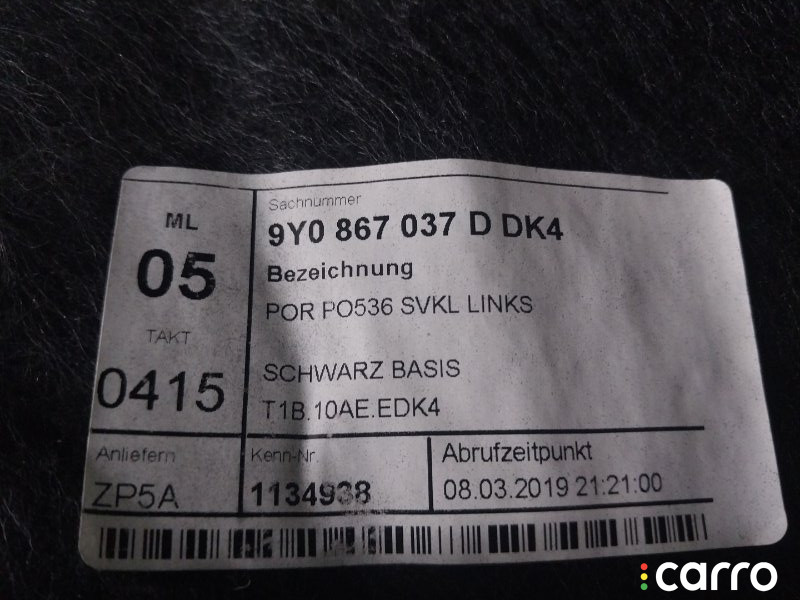 ML
05
TAKT
0415
Sachnummer
9Y0 867 037 D DK4
Bezeichnung
POR PO536 SVKL LINKS
SCHWARZ BASIS
T1B.10AE.EDK4
Anliefern
ZP5A
Kenn-Nr.
1134938
Abrufzeitpunkt
08.03.2019 21:21:00
carro